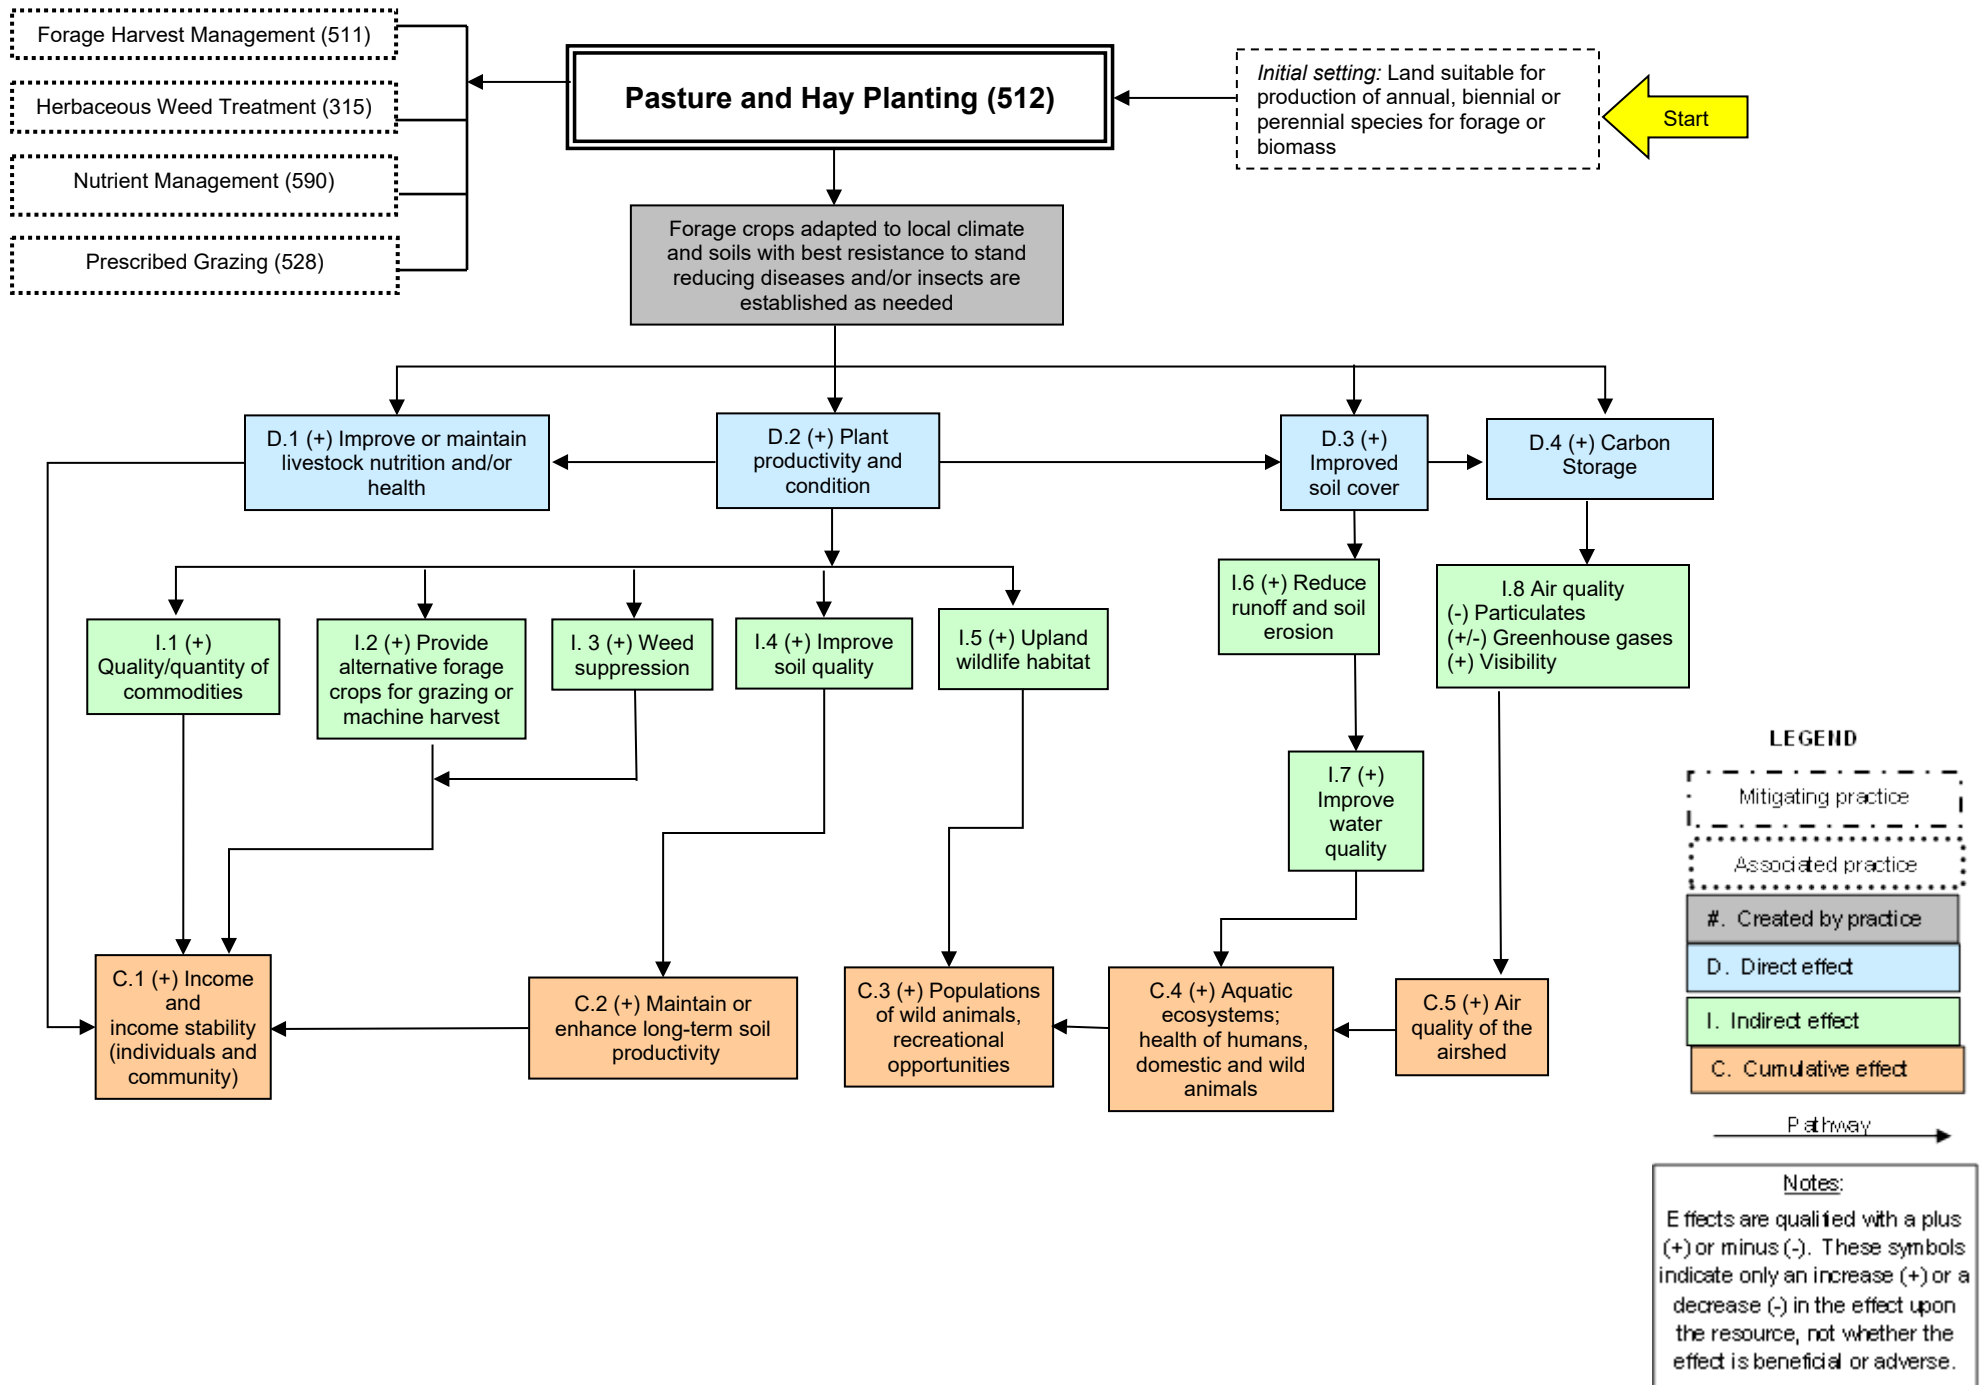 Forage Harvest Management (511)
Herbaceous Weed Treatment (315)
Nutrient Management (590)
Prescribed Grazing (528)
Pasture and Hay Planting (512)
Initial setting: Land suitable for
production of annual, biennial or
perennial species for forage or
biomass
Start
Forage crops adapted to local climate
and soils with best resistance to stand
reducing diseases and/or insects are
established as needed
D.1 (+) Improve or maintain
livestock nutrition and/or
health
D.2 (+) Plant
productivity and
condition
D.3 (+)
Improved
soil cover
D.4 (+) Carbon
Storage
I.1 (+)
Quality/quantity of
commodities
I.2 (+) Provide
alternative forage
crops for grazing or
machine harvest
I. 3 (+) Weed
suppression
I.4 (+) Improve
soil quality
I.5 (+) Upland
wildlife habitat
I.6 (+) Reduce
runoff and soil
erosion
I.7 (+)
Improve
water
quality
I.8 Air quality
(-) Particulates
(+/-) Greenhouse gases
(+) Visibility
C.1 (+) Income
and
income stability
(individuals and
community)
C.2 (+) Maintain or
enhance long-term soil
productivity
C.3 (+) Populations
of wild animals,
recreational
opportunities
C.4 (+) Aquatic
ecosystems;
health of humans,
domestic and wild
animals
C.5 (+) Air
quality of the
airshed
LEGEND
Mitigating practice
Associated practice
#. Created by practice
D. Direct effect
I. Indirect effect
C. Cumulative effect
Pathway
Notes:
Effects are qualified with a plus
(+) or minus (-). These symbols
indicate only an increase (+) or a
decrease (-) in the effect upon
the resource, not whether the
effect is beneficial or adverse.